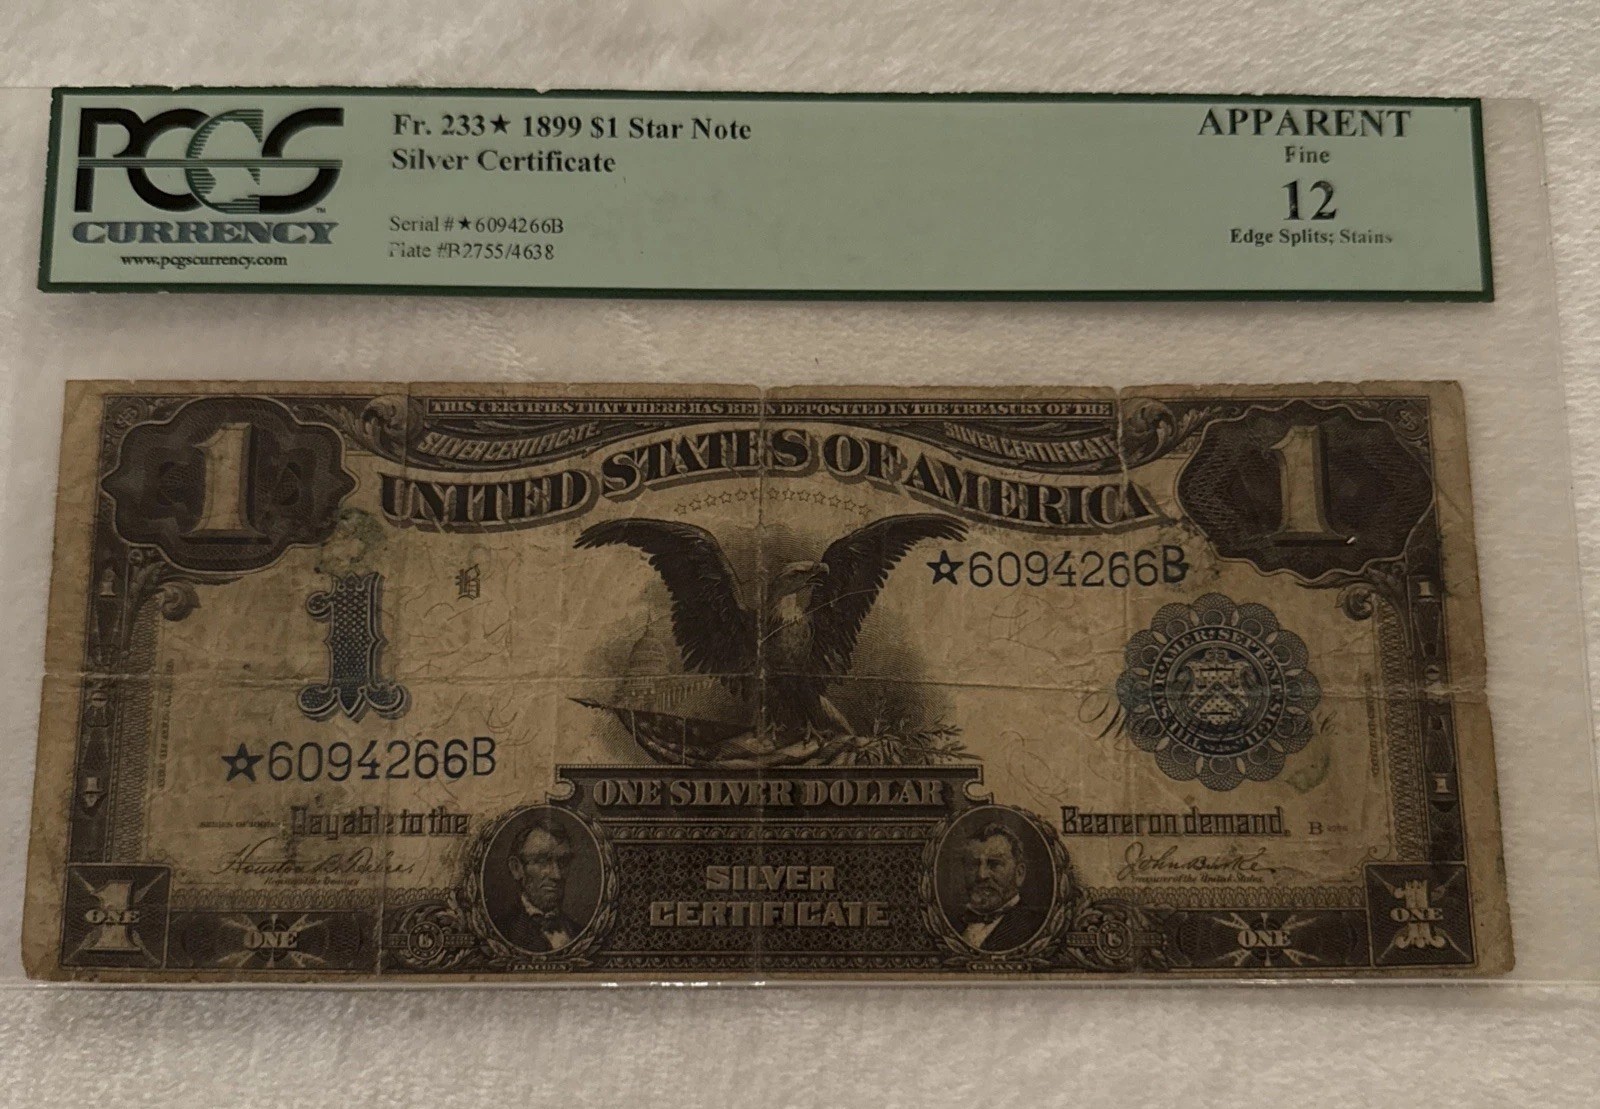 PCGS
CURRENCY
www.pcgscurrency.com
Fr. 233★ 1899 $1 Star Note
Silver Certificate
Serial #★6094266B
Plate #B2755/4638
APPARENT
Fine
12
Edge Splits; Stains
THIS CERTIFIES THAT THERE HAS BEEN DEPOSITED IN THE TREASURY OF THE
SILVER CERTIFICATE
SILVER CERTIFICATE
UNITED STATES OF AMERICA
1
1
B
★6094266B
1
★6094266B
ONE SILVER DOLLAR
Payable to the
Bearer on demand.
B
SILVER
CERTIFICATE
ONE
ONE
ONE
ONE
LINCOLN
GRANT